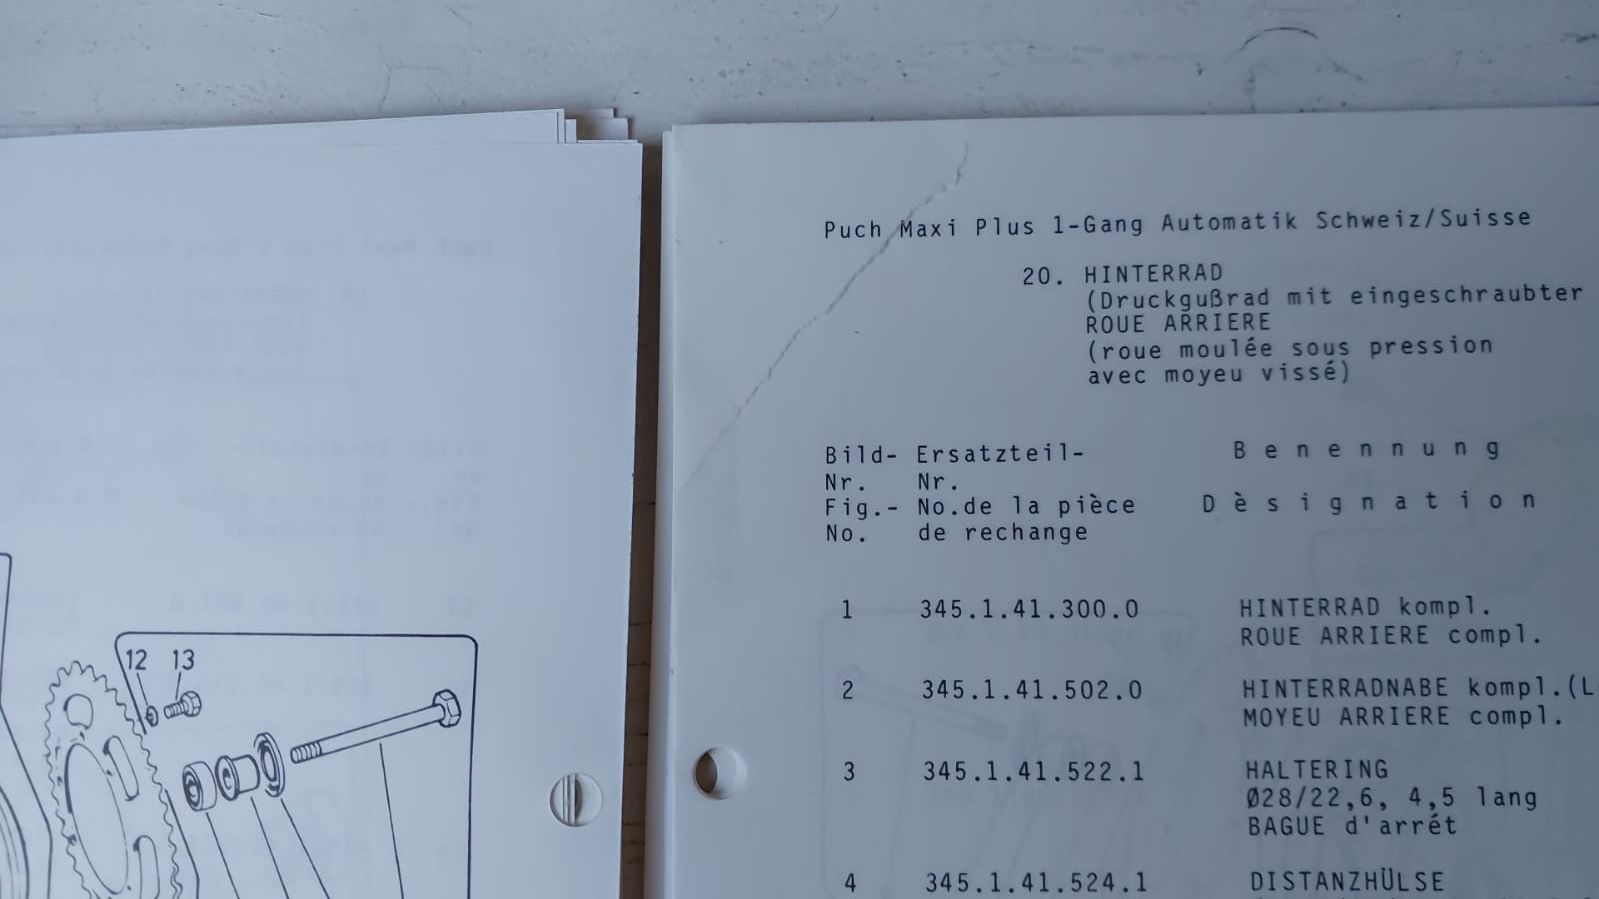 Puch Maxi Plus 1-Gang Automatik Schweiz/Suisse
20. HINTERRAD
(Druckgußrad mit eingeschraubter
ROUE ARRIERE
(roue moulée sous pression
avec moyeu vissé)
Bild- Ersatzteil- Benennung
Nr. Nr.
Fig.- No.de la pièce Dèsignation
No. de rechange
1 345.1.41.300.0 HINTERRAD kompl.
ROUE ARRIERE compl.
2 345.1.41.502.0 HINTERRADNABE kompl.(L
MOYEU ARRIERE compl.
3 345.1.41.522.1 HALTERING
Ø28/22,6, 4,5 lang
BAGUE d'arrét
4 345.1.41.524.1 DISTANZHÜLSE
12 13